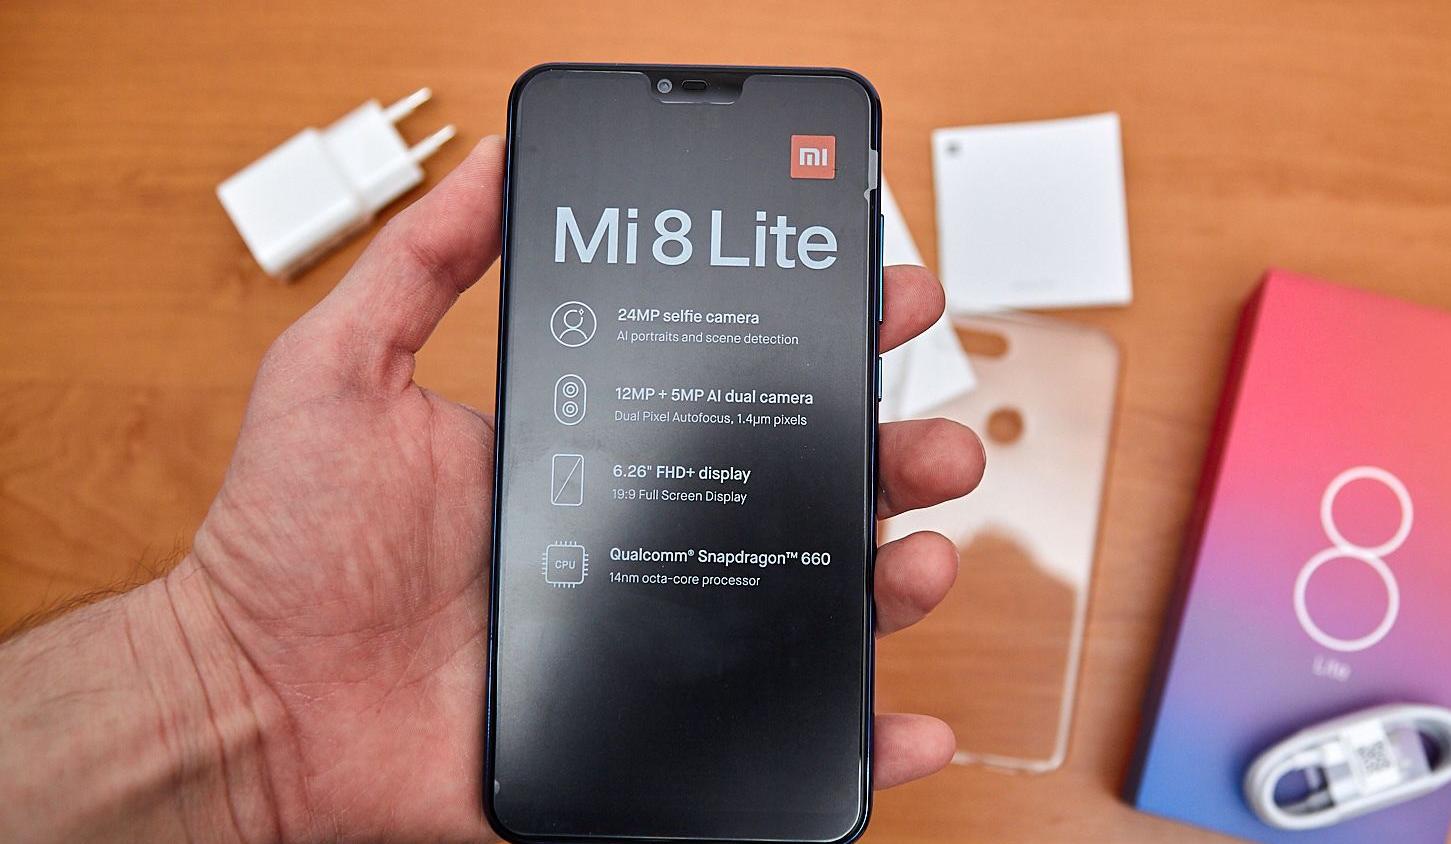 mi
Mi 8 Lite
24MP selfie camera
AI portraits and scene detection
12MP + 5MP AI dual camera
Dual Pixel Autofocus, 1.4μm pixels
6.26" FHD+ display
19:9 Full Screen Display
CPU
Qualcomm® Snapdragon™ 660
14nm octa-core processor
8
Lite